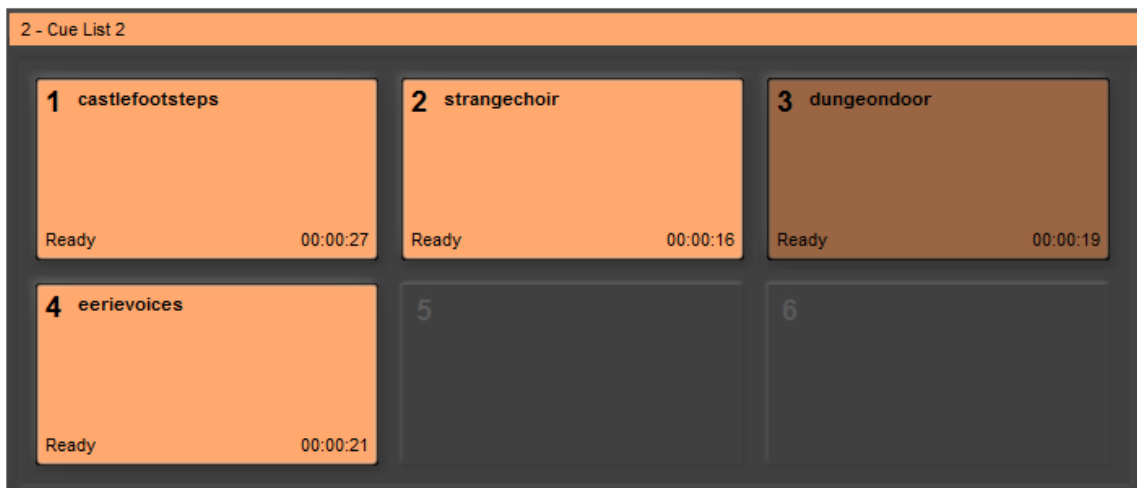 2 - Cue List 2
1 castlefootsteps
Ready 00:00:27
2 strangechoir
Ready 00:00:16
3 dungeondoor
Ready 00:00:19
4 eerievoices
Ready 00:00:21
5
6